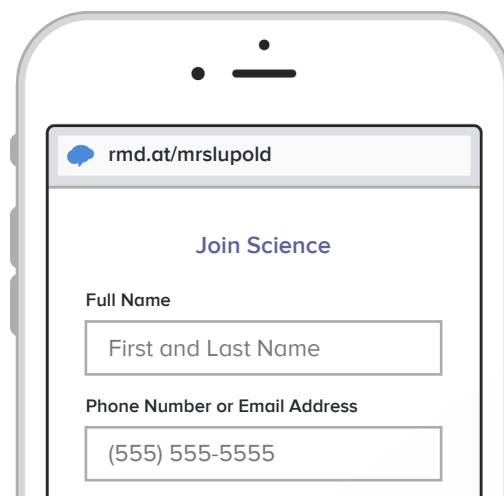 rmd.at/mrslupold
Join Science
Full Name
First and Last Name
Phone Number or Email Address
(555) 555-5555